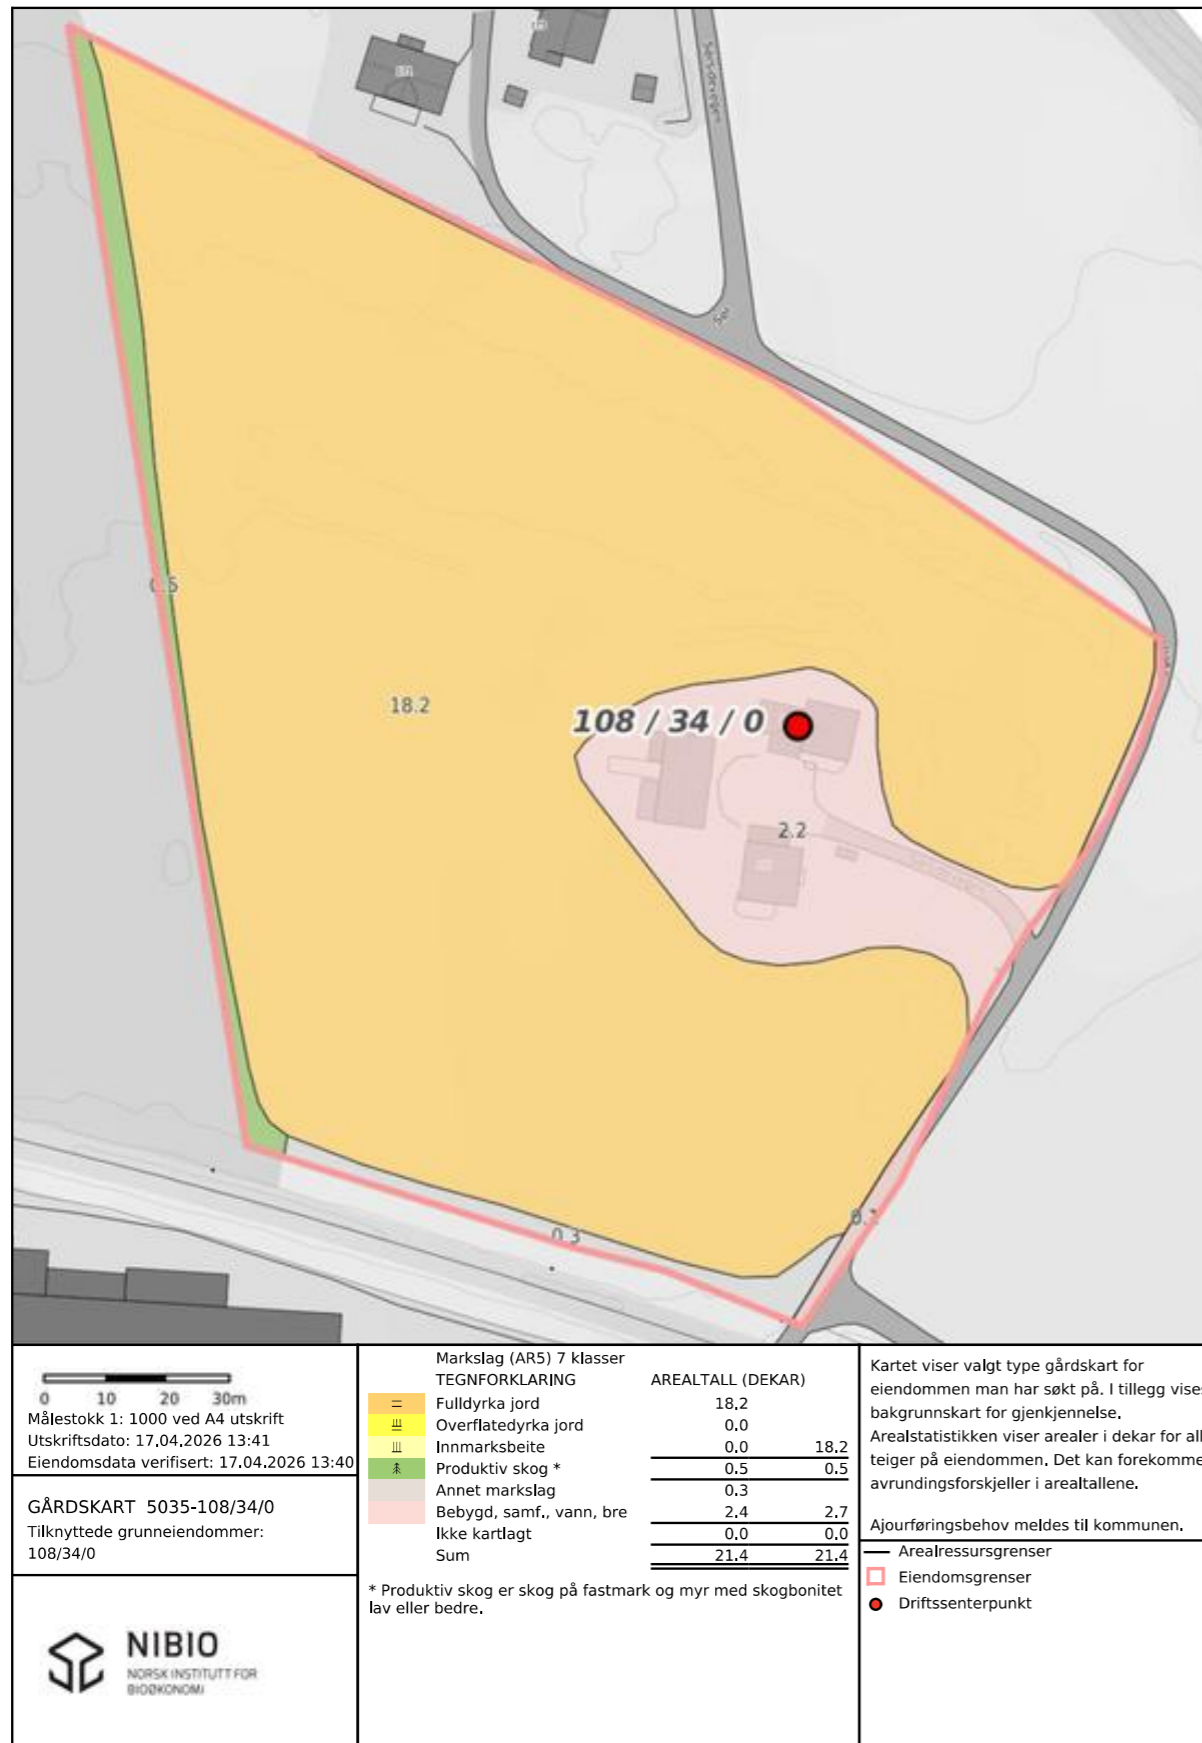 18.2
108 / 34 / 0
2.2
0.3
0 10 20 30m
Målestokk 1: 1000 ved A4 utskrift
Utskriftsdato: 17.04.2026 13:41
Eiendomsdata verifisert: 17.04.2026 13:40
GÅRDSKART 5035-108/34/0
Tilknyttede grunneiendommer:
108/34/0
NIBIO
NORSK INSTITUTT FOR
BIOØKONOMI
Markslag (AR5) 7 klasser
TEGNFORKLARING AREALTALL (DEKAR)
Fulldyrka jord 18.2
Overflatedyrka jord 0.0
Innmarksbeite 0.0 18.2
Produktiv skog * 0.5 0.5
Annet markslag 0.3
Bebygd, samf., vann, bre 2.4 2.7
Ikke kartlagt 0.0 0.0
Sum 21.4 21.4
* Produktiv skog er skog på fastmark og myr med skogbonitet
lav eller bedre.
Kartet viser valgt type gårdskart for
eiendommen man har søkt på. I tillegg vises
bakgrunnskart for gjenkjennelse.
Arealstatistikken viser arealer i dekar for all
teiger på eiendommen. Det kan forekomme
avrundingsforskjeller i arealtallene.
Ajourføringsbehov meldes til kommunen.
Arealressursgrenser
Eiendomsgrenser
Driftssenterpunkt